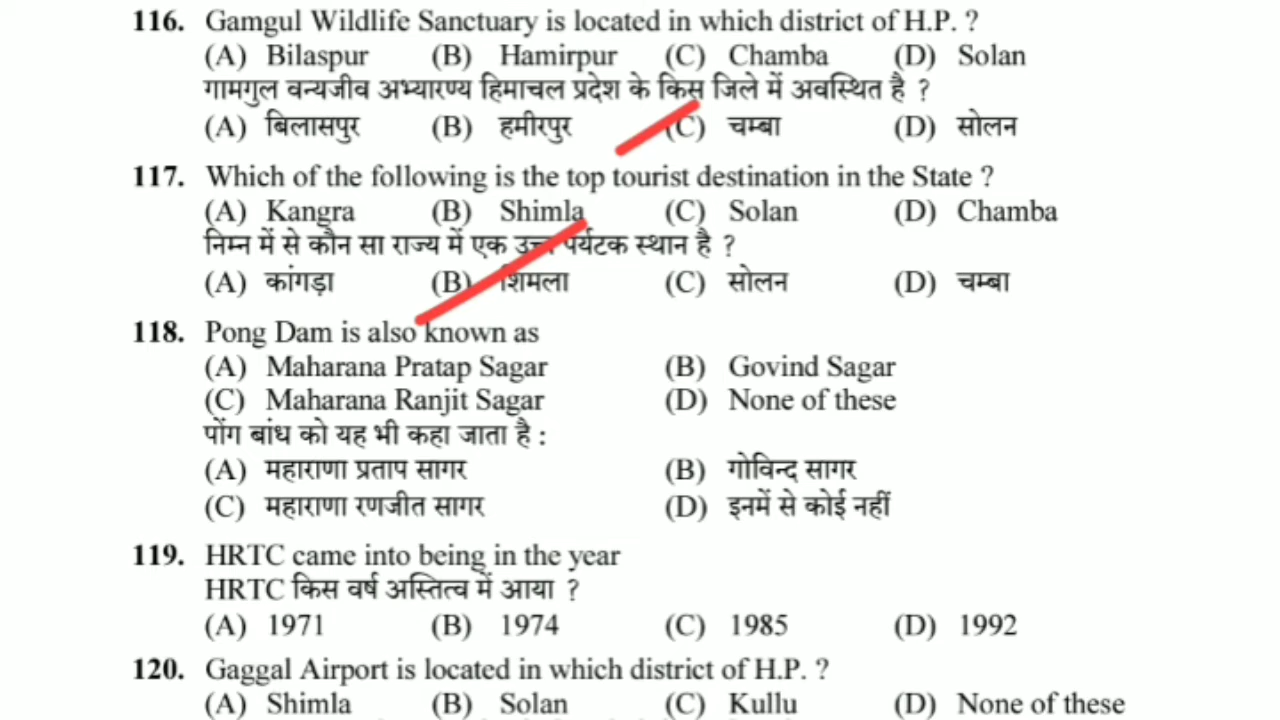 116. Gamgul Wildlife Sanctuary is located in which district of H.P. ?
(A) Bilaspur (B) Hamirpur (C) Chamba (D) Solan
गामगुल वन्यजीव अभ्यारण्य हिमाचल प्रदेश के किस जिले में अवस्थित है ?
(A) बिलासपुर (B) हमीरपुर (C) चम्बा (D) सोलन
117. Which of the following is the top tourist destination in the State ?
(A) Kangra (B) Shimla (C) Solan (D) Chamba
निम्न में से कौन सा राज्य में एक उच्च पर्यटक स्थान है ?
(A) कांगड़ा (B) शिमला (C) सोलन (D) चम्बा
118. Pong Dam is also known as
(A) Maharana Pratap Sagar (B) Govind Sagar
(C) Maharana Ranjit Sagar (D) None of these
पोंग बांध को यह भी कहा जाता है :
(A) महाराणा प्रताप सागर (B) गोविन्द सागर
(C) महाराणा रणजीत सागर (D) इनमें से कोई नहीं
119. HRTC came into being in the year
HRTC किस वर्ष अस्तित्व में आया ?
(A) 1971 (B) 1974 (C) 1985 (D) 1992
120. Gaggal Airport is located in which district of H.P. ?
(A) Shimla (B) Solan (C) Kullu (D) None of these